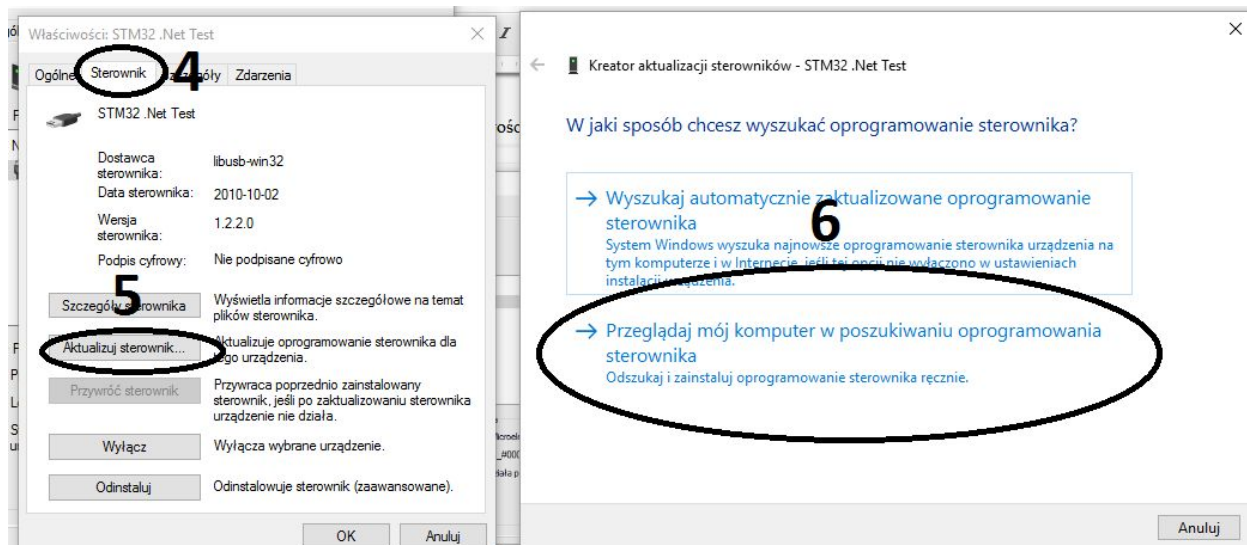 Właściwości: STM32 .Net Test
4
Ogólne Sterownik Szczegóły Zdarzenia
STM32 .Net Test
Dostawca
sterownika:
libusb-win32
Data sterownika: 2010-10-02
Wersja
sterownika:
1.2.2.0
Podpis cyfrowy: Nie podpisane cyfrowo
5
Szczegóły sterownika
Wyświetla informacje szczegółowe na temat
plików sterownika.
Aktualizuj sterownik...
Aktualizuje oprogramowanie sterownika dla
tego urządzenia.
Przywróć sterownik
Przywraca poprzednio zainstalowany
sterownik, jeśli po zaktualizowaniu sterownika
urządzenie nie działa.
Wyłącz
Wyłącza wybrane urządzenie.
Odinstaluj
Odinstalowuje sterownik (zaawansowane).
OK Anuluj
Kreator aktualizacji sterowników - STM32 .Net Test
W jaki sposób chcesz wyszukać oprogramowanie sterownika?
Wyszukaj automatycznie zaktualizowane oprogramowanie
sterownika
6
System Windows wyszuka najnowsze oprogramowanie sterownika urządzenia na
tym komputerze i w Internecie, jeśli tej opcji nie wyłączono w ustawieniach
instalacji urządzenia.
Przeglądaj mój komputer w poszukiwaniu oprogramowania
sterownika
Odszukaj i zainstaluj oprogramowanie sterownika ręcznie.
Anuluj